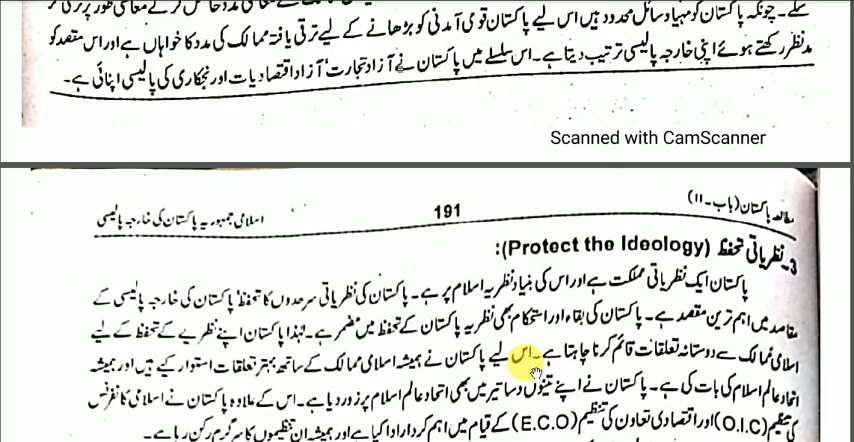 سکے۔ چونکہ پاکستان کو مہیا وسائل محدود ہیں اس لیے پاکستان قومی آمدنی کو بڑھانے کے لیے ترقی یافتہ ممالک کی مدد کا خواہاں ہے اور اس مقصد کو
مدنظر رکھتے ہوئے اپنی خارجہ پالیسی ترتیب دیتا ہے۔ اس سلسلے میں پاکستان نے آزاد تجارت، آزاد اقتصادیات اور نجکاری کی پالیسی اپنائی ہے۔
Scanned with CamScanner
مطالعہ پاکستان (باب-۱۱) 191 اسلامی جمہوریہ پاکستان کی خارجہ پالیسی
3۔ نظریاتی تحفظ (Protect the Ideology):
پاکستان ایک نظریاتی مملکت ہے اور اس کی بنیاد نظریہ اسلام پر ہے۔ پاکستان کی نظریاتی سرحدوں کا تحفظ پاکستان کی خارجہ پالیسی کے
مقاصد میں اہم ترین مقصد ہے۔ پاکستان کی بقاء اور استحکام بھی نظریہ پاکستان کے تحفظ میں مضمر ہے۔ لہٰذا پاکستان اپنے نظریے کے تحفظ کے لیے
اسلامی ممالک سے دوستانہ تعلقات قائم کرنا چاہتا ہے۔ اس لیے پاکستان نے ہمیشہ اسلامی ممالک کے ساتھ بہتر تعلقات استوار کیے ہیں اور ہمیشہ
اتحاد عالم اسلام کی بات کی ہے۔ پاکستان نے اپنے تینوں دساتیر میں بھی اتحاد عالم اسلام پر زور دیا ہے۔ اس کے علاوہ پاکستان نے اسلامی کانفرنس
کی تنظیم (O.I.C) اور اقتصادی تعاون کی تنظیم (E.C.O) کے قیام میں اہم کردار ادا کیا ہے اور ہمیشہ ان تنظیموں کا سرگرم رکن رہا ہے۔